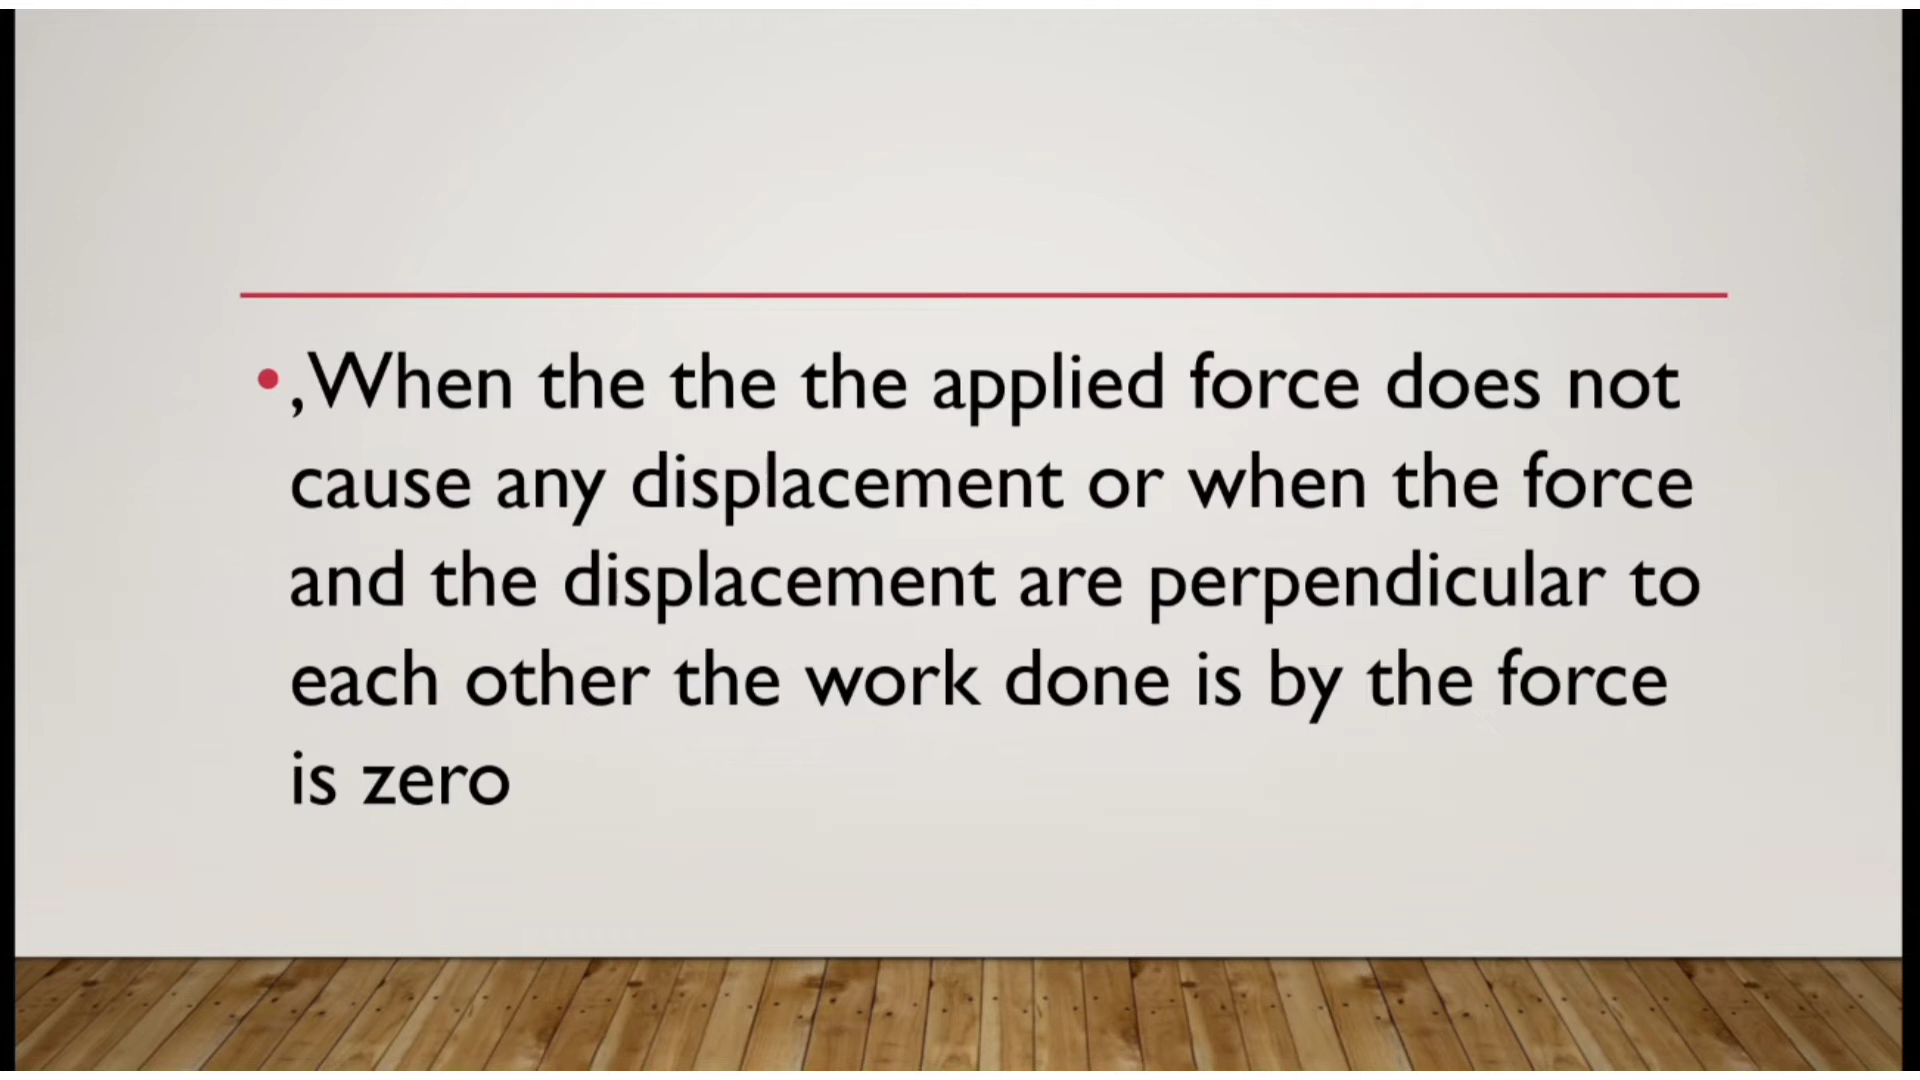 • ,When the the the applied force does not
cause any displacement or when the force
and the displacement are perpendicular to
each other the work done is by the force
is zero